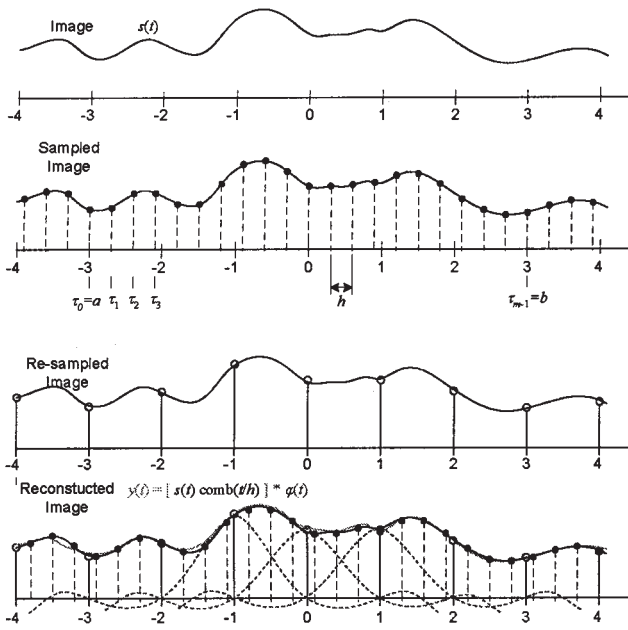 Image s(t)
-4 -3 -2 -1 0 1 2 3 4
Sampled
Image
-4 -3 -2 -1 0 1 2 3 4
τ0=a τ1 τ2 τ3 h τm-1=b
Re-sampled
Image
-4 -3 -2 -1 0 1 2 3 4
Reconstucted
Image
y(t) = [ s(t) comb(t/h) ] * φ(t)
-4 -3 -2 -1 0 1 2 3 4